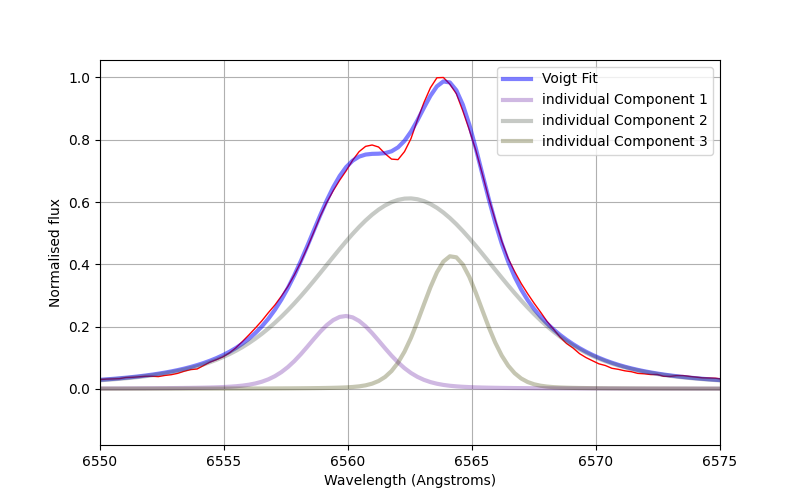 Voigt Fit
individual Component 1
individual Component 2
individual Component 3
1.0
0.8
0.6
0.4
0.2
0.0
Normalised flux
6550 6555 6560 6565 6570 6575
Wavelength (Angstroms)